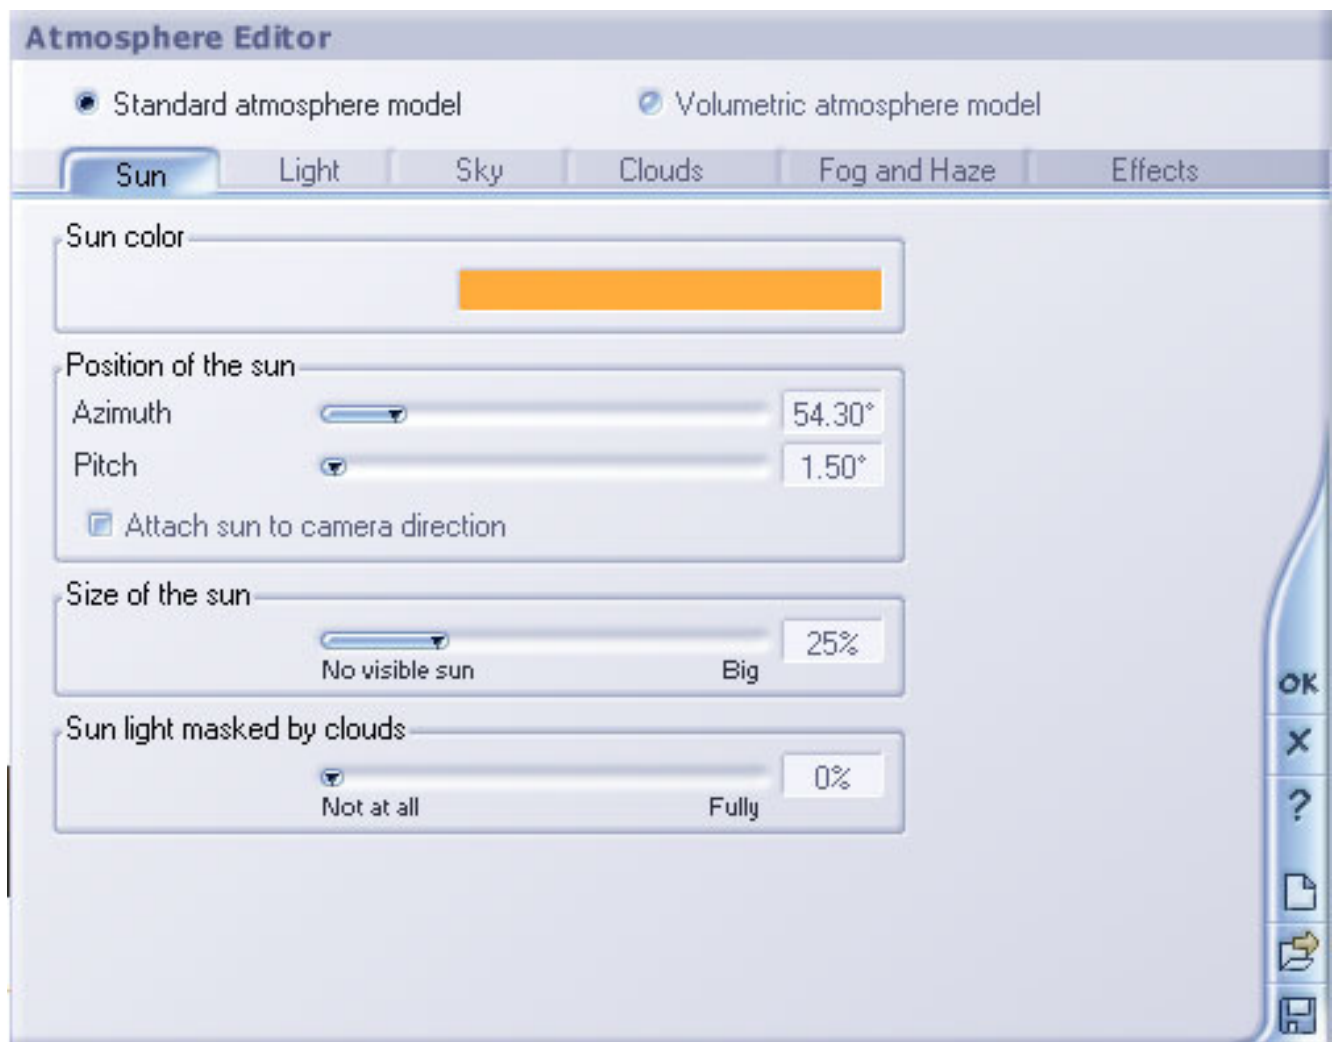 Atmosphere Editor
Standard atmosphere model Volumetric atmosphere model
Sun Light Sky Clouds Fog and Haze Effects
Sun color
Position of the sun
Azimuth 54.30°
Pitch 1.50°
Attach sun to camera direction
Size of the sun
25%
No visible sun Big
OK
Sun light masked by clouds
0%
Not at all Fully
?